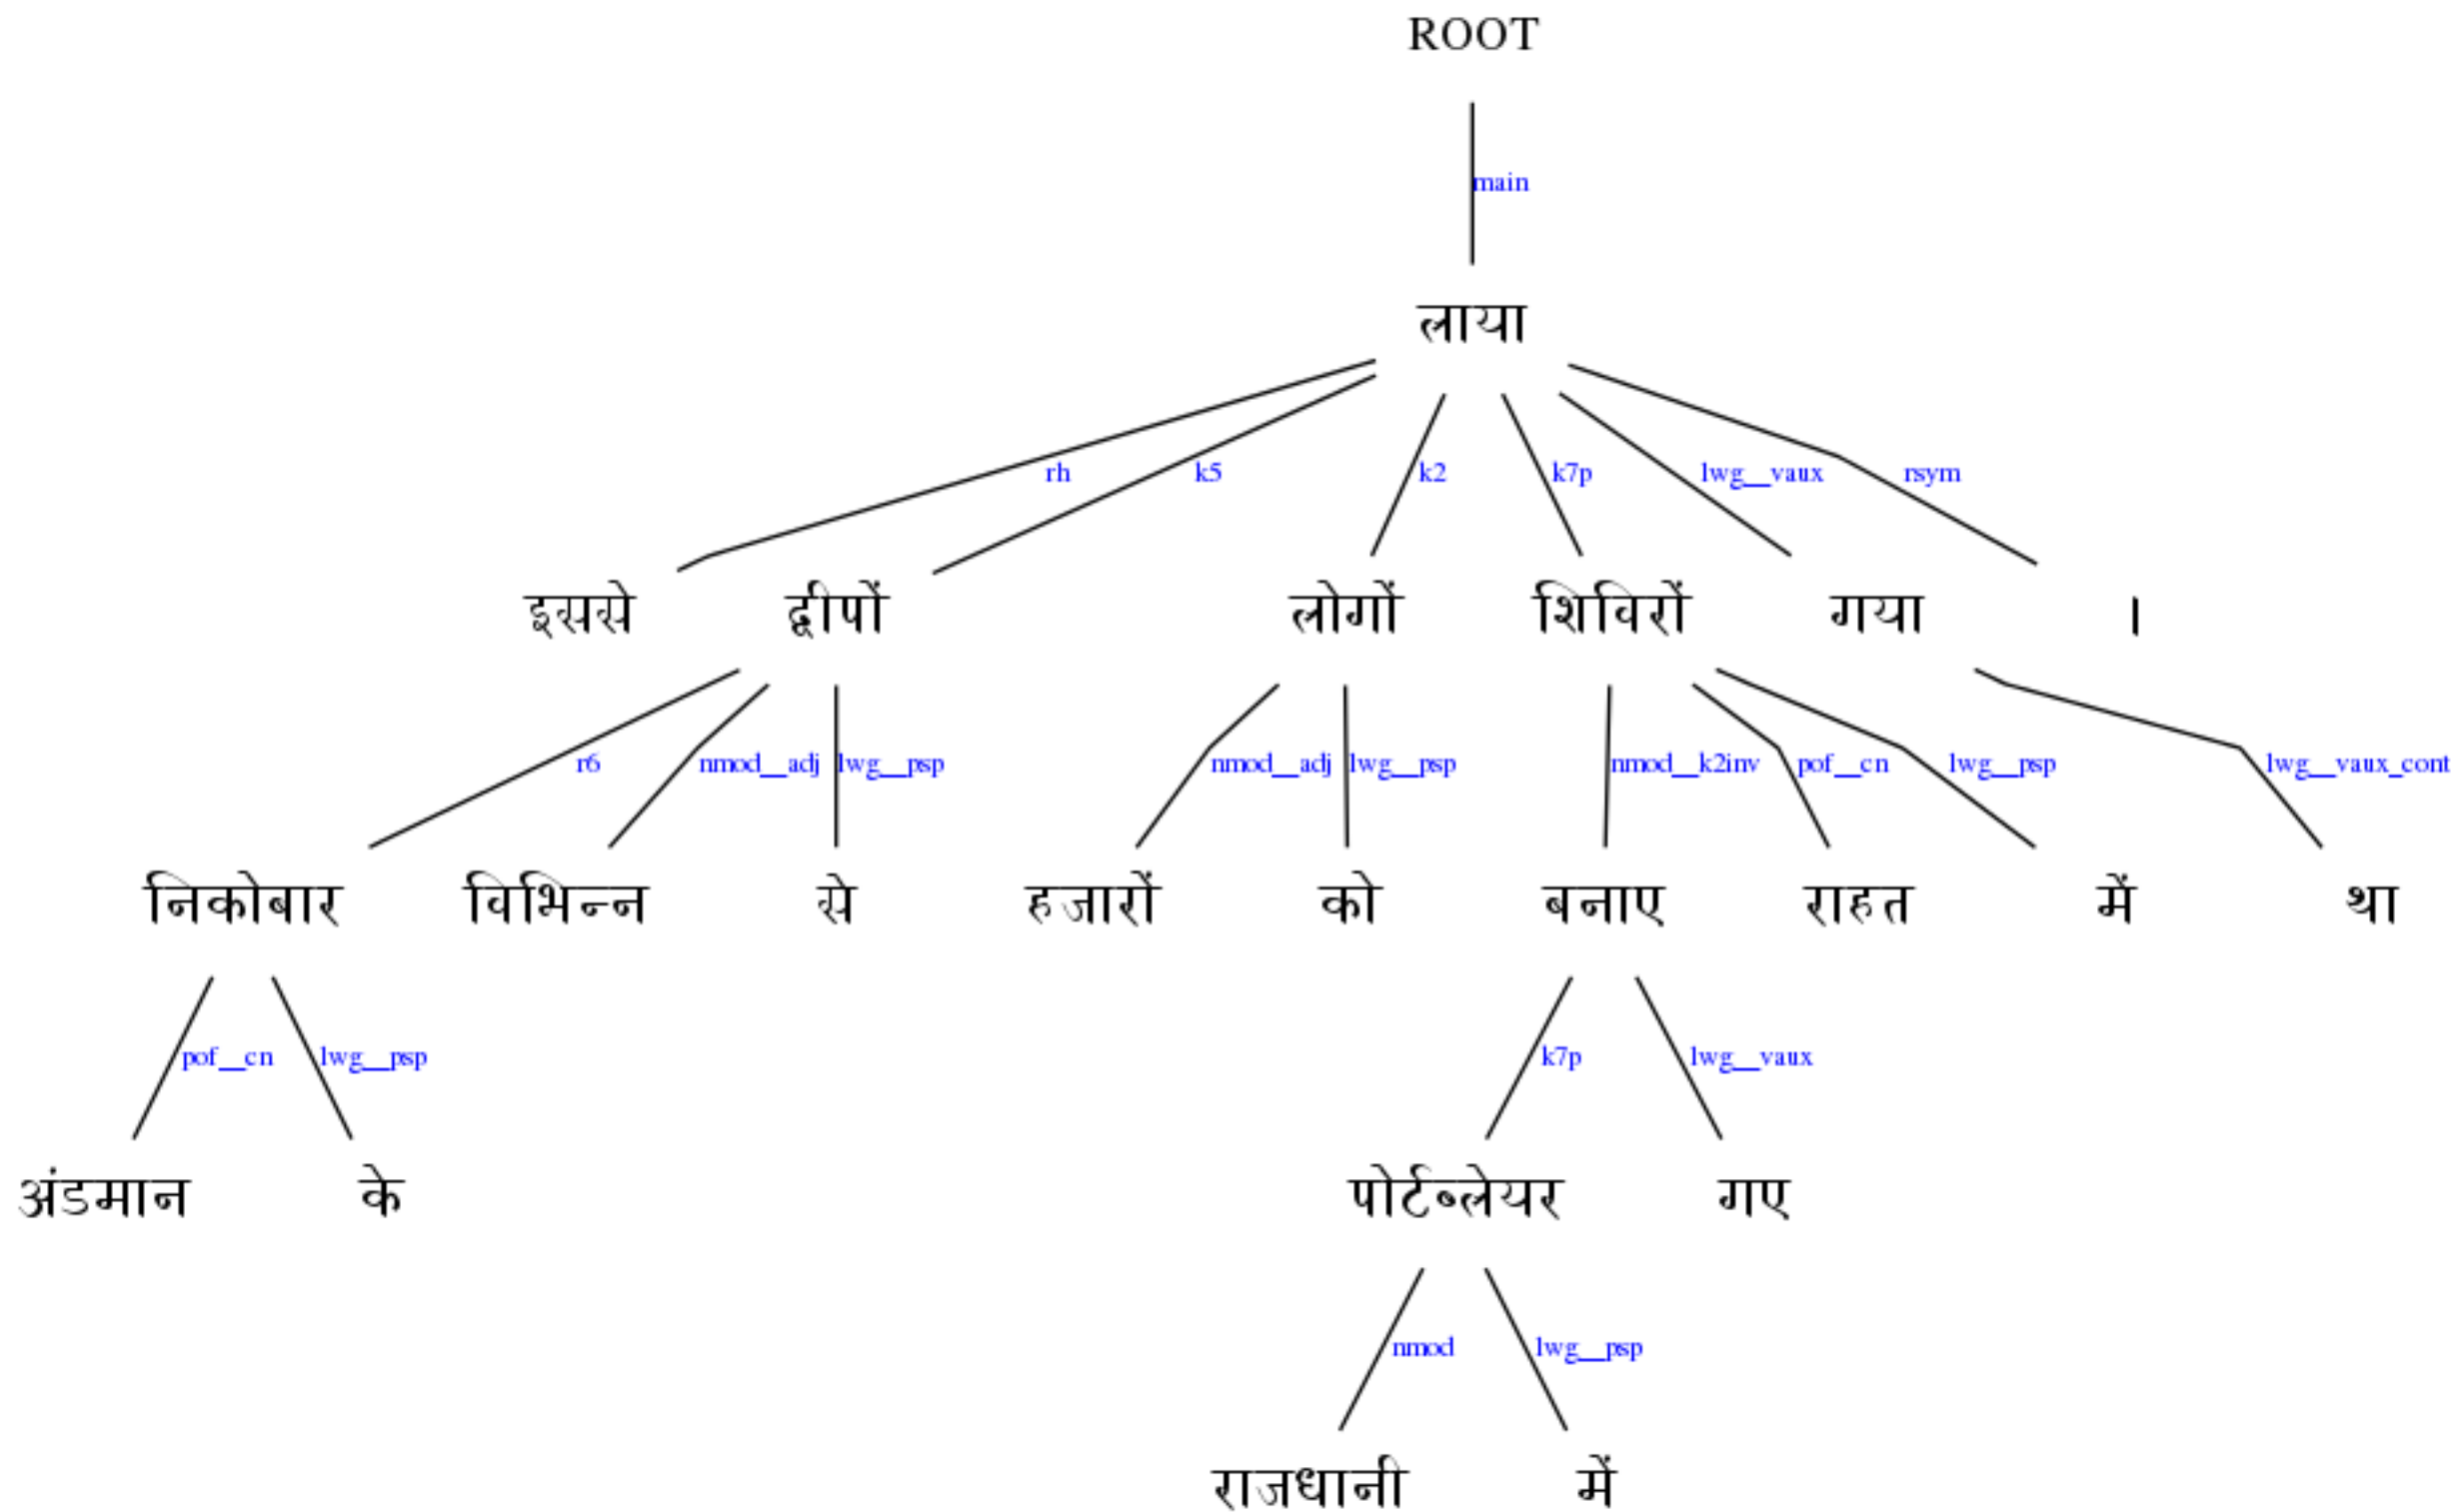 ROOT
main
लाया
rh k5 k2 k7p lwg__vaux rsym
इससे द्वीपों लोगों शिविरों गया ।
r6 nmod__adj lwg__psp nmod__adj lwg__psp nmod__k2inv pof__cn lwg__psp lwg__vaux_cont
निकोबार विभिन्न से हजारों को बनाए राहत में था
pof__cn lwg__psp k7p lwg__vaux
अंडमान के पोर्टब्लेयर गए
nmod lwg__psp
राजधानी में